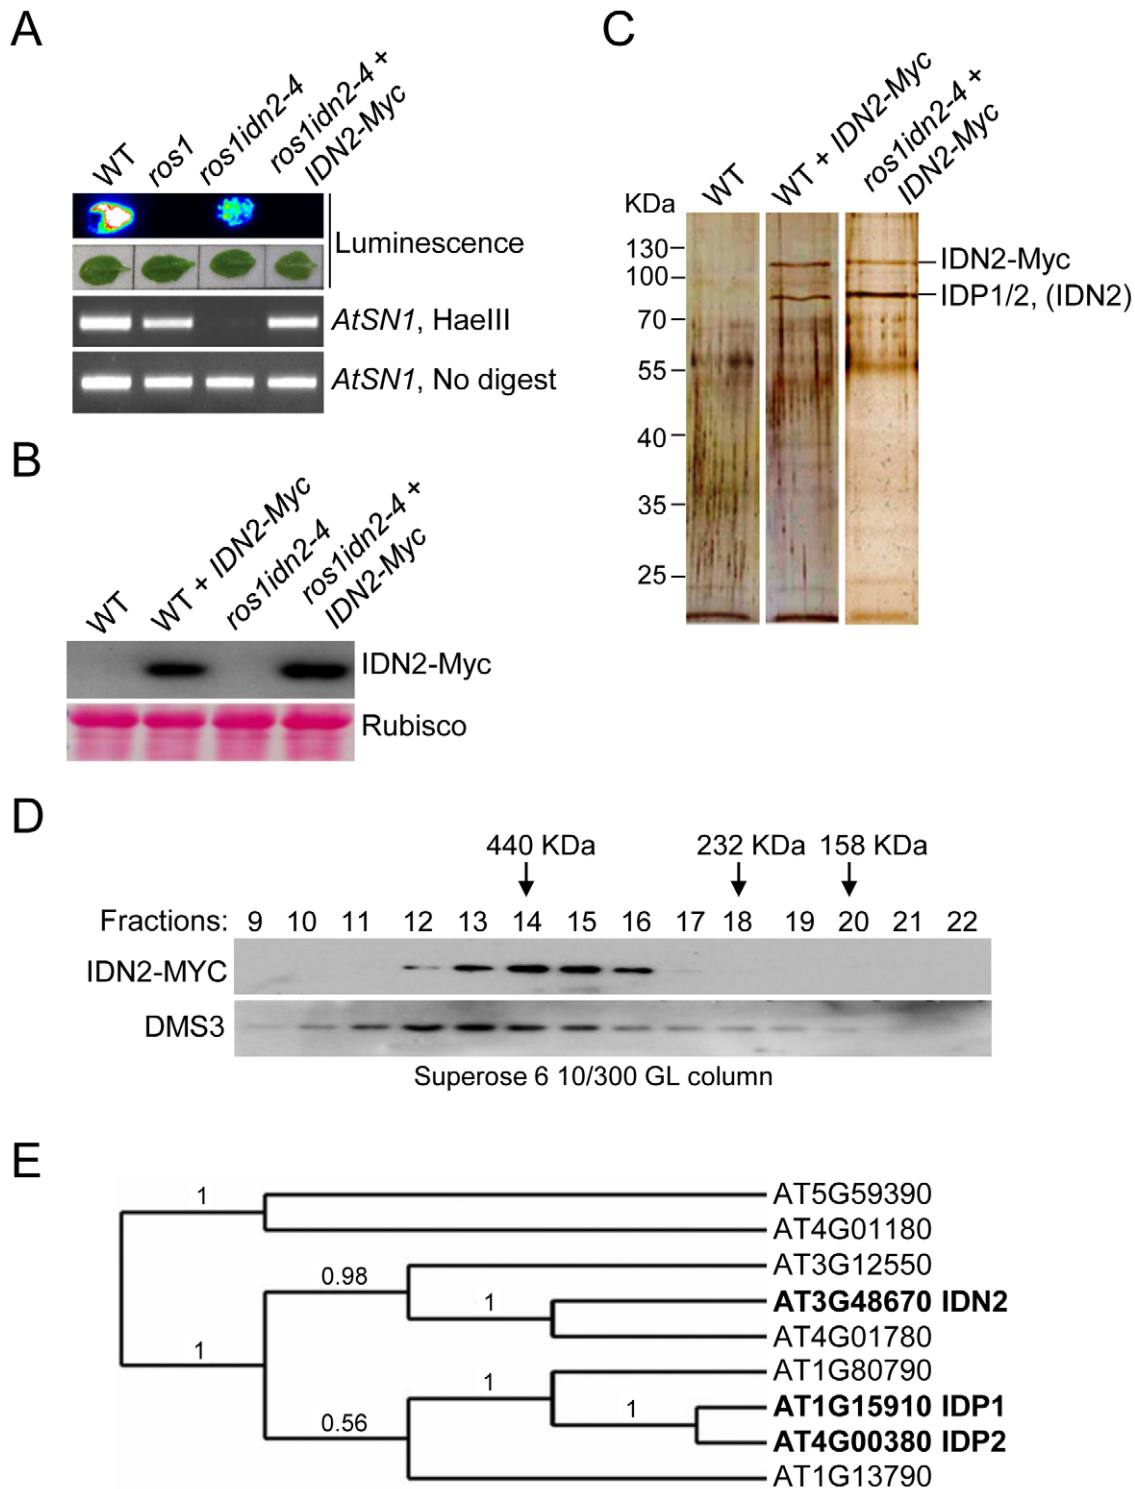 A
WT
ros1
ros1idn2-4
ros1idn2-4 +
IDN2-Myc
Luminescence
AtSN1, HaeIII
AtSN1, No digest
B
WT
WT + IDN2-Myc
ros1idn2-4
ros1idn2-4 +
IDN2-Myc
IDN2-Myc
Rubisco
C
WT
WT + IDN2-Myc
ros1idn2-4 +
IDN2-Myc
KDa
130
100
70
55
40
35
25
IDN2-Myc
IDP1/2, (IDN2)
D
440 KDa 232 KDa 158 KDa
Fractions: 9 10 11 12 13 14 15 16 17 18 19 20 21 22
IDN2-MYC
DMS3
Superose 6 10/300 GL column
E
1
0.98
1
1
1
1
0.56
AT5G59390
AT4G01180
AT3G12550
AT3G48670 IDN2
AT4G01780
AT1G80790
AT1G15910 IDP1
AT4G00380 IDP2
AT1G13790